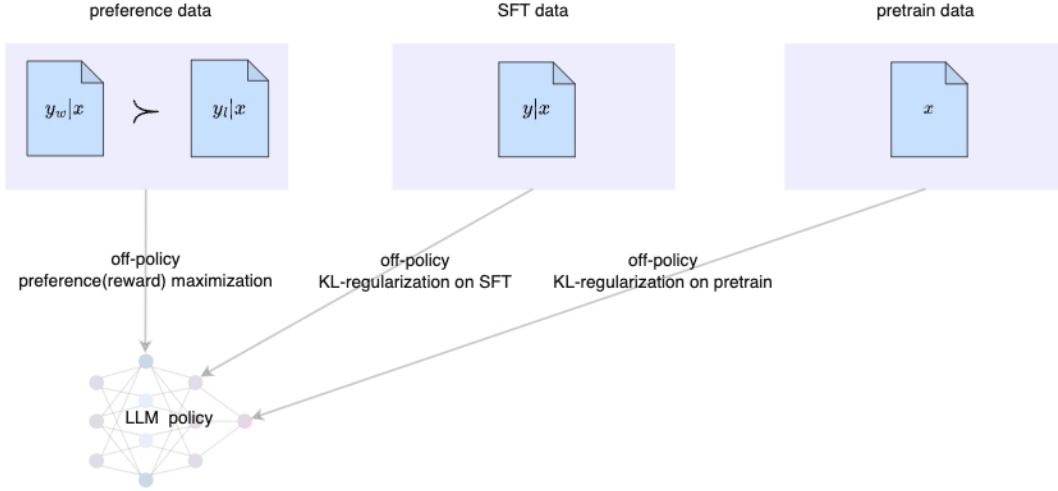 preference data
SFT data
pretrain data
y_w|x
≻
y_l|x
y|x
x
off-policy
preference(reward) maximization
off-policy
KL-regularization on SFT
off-policy
KL-regularization on pretrain
LLM policy